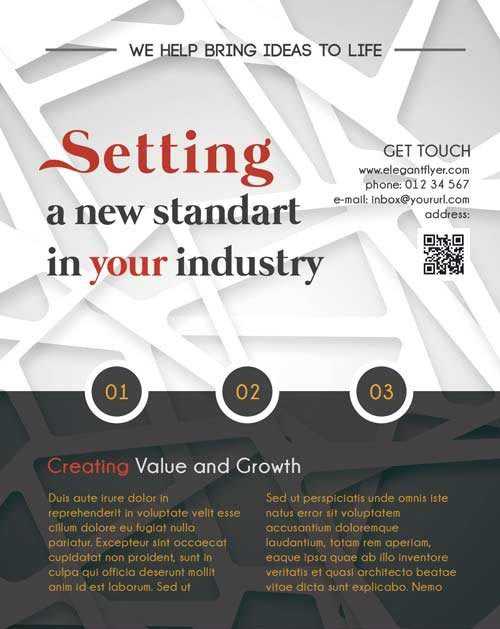 WE HELP BRING IDEAS TO LIFE
Setting
a new standart
in your industry
GET TOUCH
www.elegantflyer.com
phone: 012 34 567
e-mail: inbox@yoururl.com
address:
01
02
03
Creating Value and Growth
Duis aute irure dolor in
reprehenderit in voluptate velit esse
cillum dolore eu fugiat nulla
pariatur. Excepteur sint occaecat
cupidatat non proident, sunt in
culpa qui officia deserunt mollit
anim id est laborum. Sed ut
Sed ut perspiciatis unde omnis iste
natus error sit voluptatem
accusantium doloremque
laudantium, totam rem aperiam,
eaque ipsa quae ab illo inventore
veritatis et quasi architecto beatae
vitae dicta sunt explicabo. Nemo